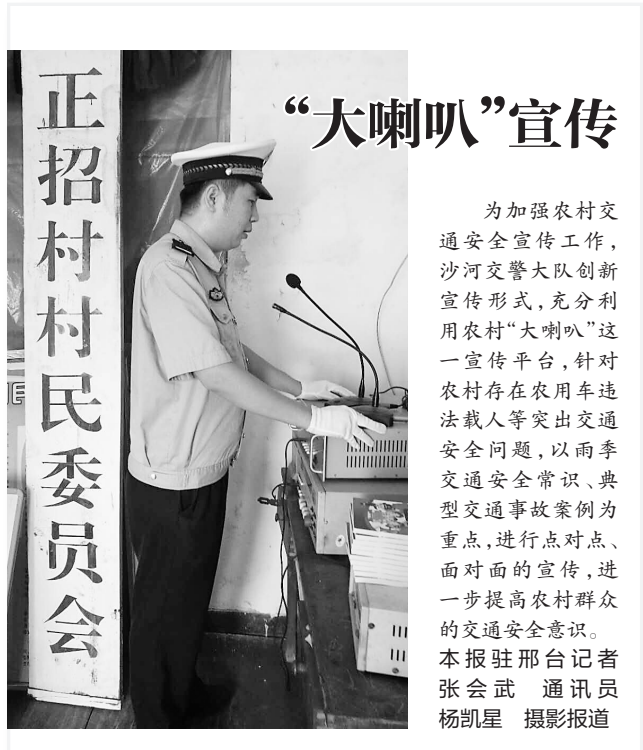 “大喇叭”宣传
正招村村民委员会
为加强农村交
通安全宣传工作，
沙河交警大队创新
宣传形式，充分利
用农村“大喇叭”这
一宣传平台，针对
农村存在农用车违
法载人等突出交通
安全问题，以雨季
交通安全常识、典
型交通事故案例为
重点，进行点对点、
面对面的宣传，进
一步提高农村群众
的交通安全意识。
本报驻邢台记者
张会武　通讯员
杨凯星　摄影报道